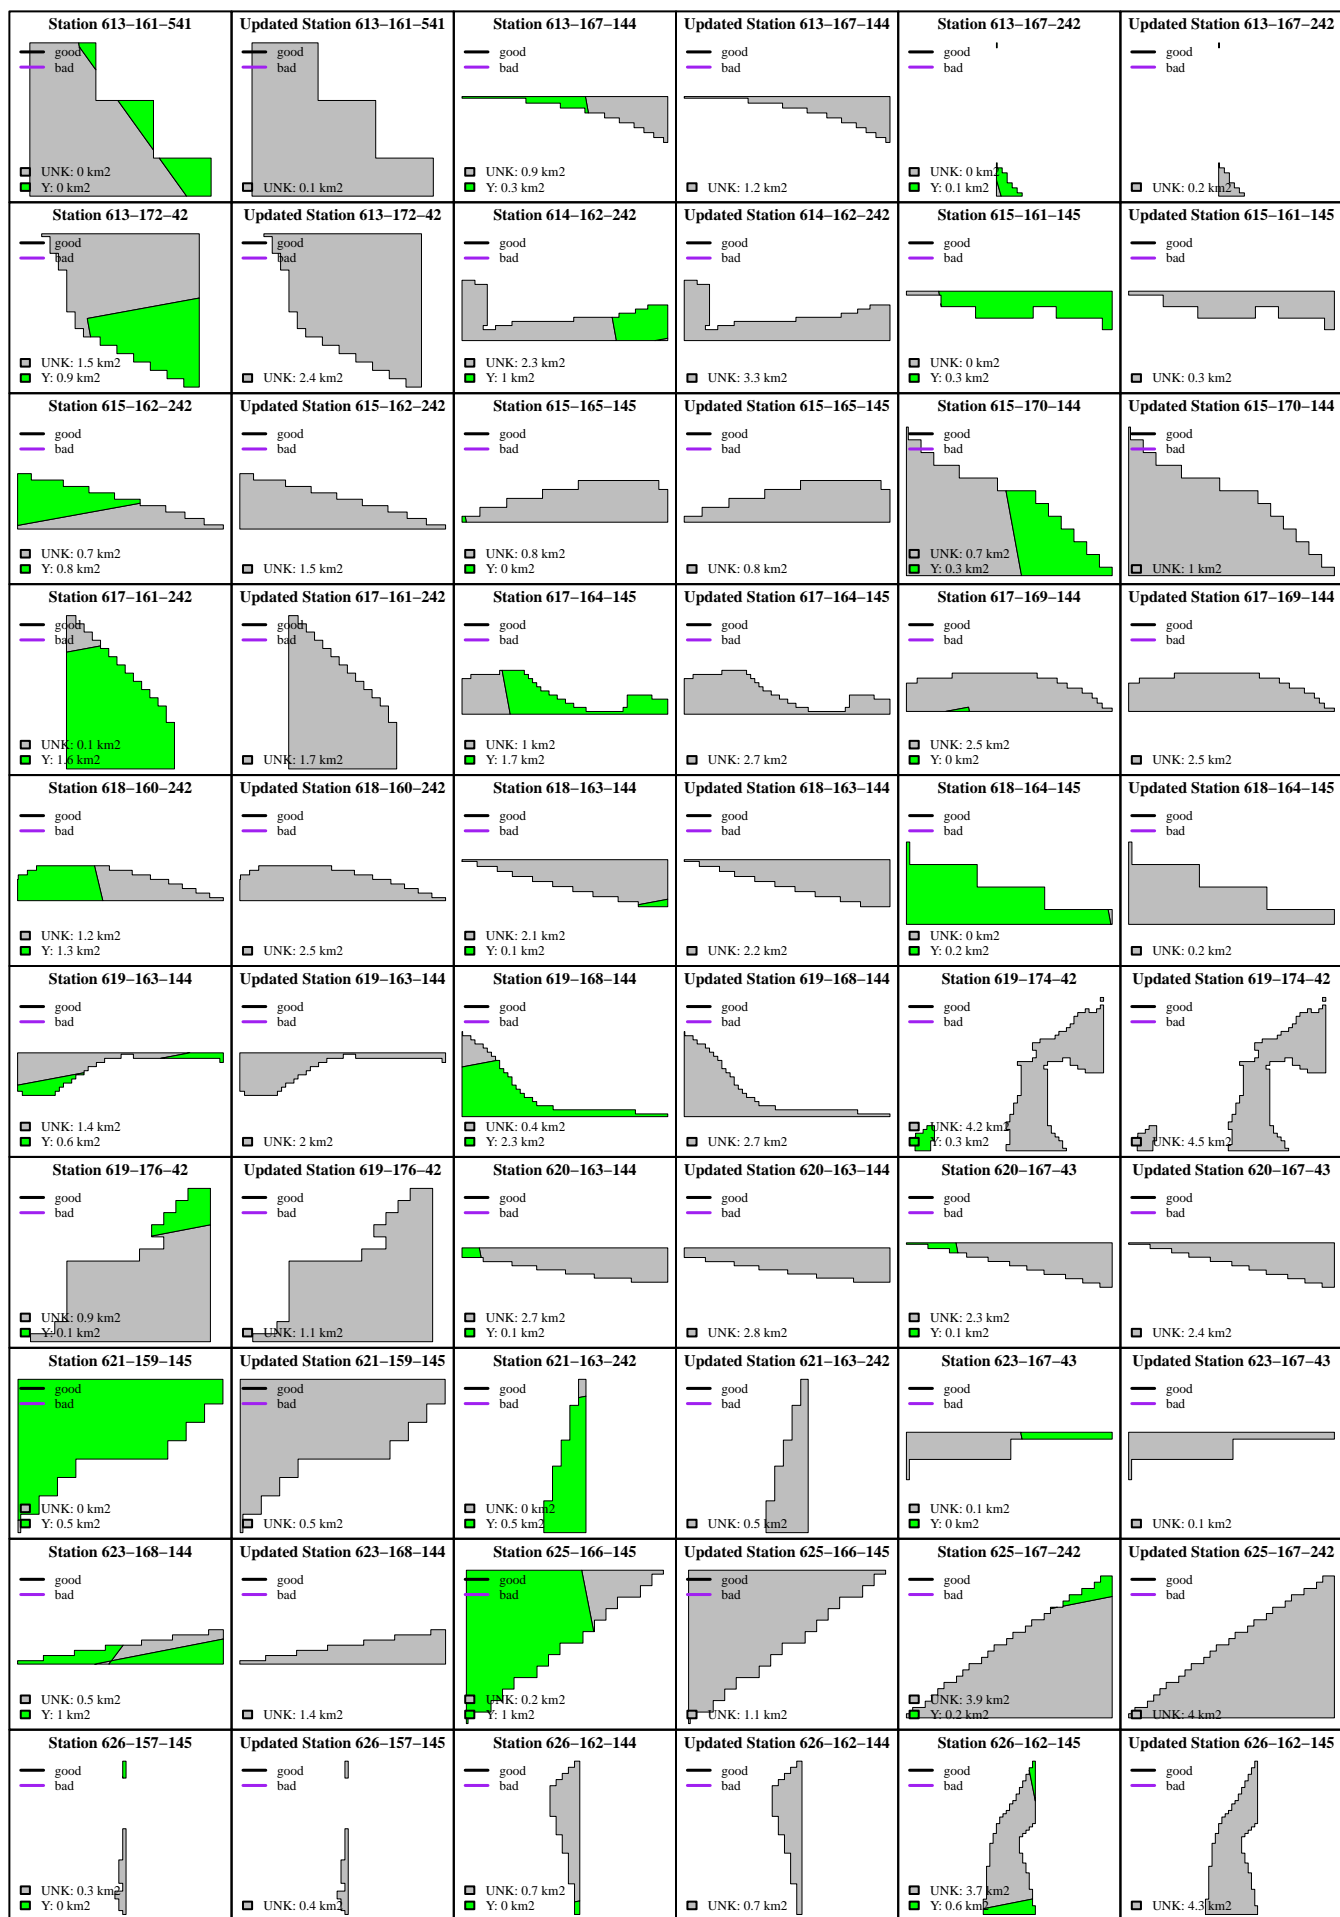 Station 613−161−541
good
bad
UNK: 0 km2
Y: 0 km2
Updated Station 613−161−541
good
bad
UNK: 0.1 km2
Station 613−167−144
good
bad
UNK: 0.9 km2
Y: 0.3 km2
Updated Station 613−167−144
good
bad
UNK: 1.2 km2
Station 613−167−242
good
bad
UNK: 0 km2
Y: 0.1 km2
Updated Station 613−167−242
good
bad
UNK: 0.2 km2
Station 613−172−42
good
bad
UNK: 1.5 km2
Y: 0.9 km2
Updated Station 613−172−42
good
bad
UNK: 2.4 km2
Station 614−162−242
good
bad
UNK: 2.3 km2
Y: 1 km2
Updated Station 614−162−242
good
bad
UNK: 3.3 km2
Station 615−161−145
good
bad
UNK: 0 km2
Y: 0.3 km2
Updated Station 615−161−145
good
bad
UNK: 0.3 km2
Station 615−162−242
good
bad
UNK: 0.7 km2
Y: 0.8 km2
Updated Station 615−162−242
good
bad
UNK: 1.5 km2
Station 615−165−145
good
bad
UNK: 0.8 km2
Y: 0 km2
Updated Station 615−165−145
good
bad
UNK: 0.8 km2
Station 615−170−144
good
bad
UNK: 0.7 km2
Y: 0.3 km2
Updated Station 615−170−144
good
bad
UNK: 1 km2
Station 617−161−242
good
bad
UNK: 0.1 km2
Y: 1.6 km2
Updated Station 617−161−242
good
bad
UNK: 1.7 km2
Station 617−164−145
good
bad
UNK: 1 km2
Y: 1.7 km2
Updated Station 617−164−145
good
bad
UNK: 2.7 km2
Station 617−169−144
good
bad
UNK: 2.5 km2
Y: 0 km2
Updated Station 617−169−144
good
bad
UNK: 2.5 km2
Station 618−160−242
good
bad
UNK: 1.2 km2
Y: 1.3 km2
Updated Station 618−160−242
good
bad
UNK: 2.5 km2
Station 618−163−144
good
bad
UNK: 2.1 km2
Y: 0.1 km2
Updated Station 618−163−144
good
bad
UNK: 2.2 km2
Station 618−164−145
good
bad
UNK: 0 km2
Y: 0.2 km2
Updated Station 618−164−145
good
bad
UNK: 0.2 km2
Station 619−163−144
good
bad
UNK: 1.4 km2
Y: 0.6 km2
Updated Station 619−163−144
good
bad
UNK: 2 km2
Station 619−168−144
good
bad
UNK: 0.4 km2
Y: 2.3 km2
Updated Station 619−168−144
good
bad
UNK: 2.7 km2
Station 619−174−42
good
bad
UNK: 4.2 km2
Y: 0.3 km2
Updated Station 619−174−42
good
bad
UNK: 4.5 km2
Station 619−176−42
good
bad
UNK: 0.9 km2
Y: 0.1 km2
Updated Station 619−176−42
good
bad
UNK: 1.1 km2
Station 620−163−144
good
bad
UNK: 2.7 km2
Y: 0.1 km2
Updated Station 620−163−144
good
bad
UNK: 2.8 km2
Station 620−167−43
good
bad
UNK: 2.3 km2
Y: 0.1 km2
Updated Station 620−167−43
good
bad
UNK: 2.4 km2
Station 621−159−145
good
bad
UNK: 0 km2
Y: 0.5 km2
Updated Station 621−159−145
good
bad
UNK: 0.5 km2
Station 621−163−242
good
bad
UNK: 0 km2
Y: 0.5 km2
Updated Station 621−163−242
good
bad
UNK: 0.5 km2
Station 623−167−43
good
bad
UNK: 0.1 km2
Y: 0 km2
Updated Station 623−167−43
good
bad
UNK: 0.1 km2
Station 623−168−144
good
bad
UNK: 0.5 km2
Y: 1 km2
Updated Station 623−168−144
good
bad
UNK: 1.4 km2
Station 625−166−145
good
bad
UNK: 0.2 km2
Y: 1 km2
Updated Station 625−166−145
good
bad
UNK: 1.1 km2
Station 625−167−242
good
bad
UNK: 3.9 km2
Y: 0.2 km2
Updated Station 625−167−242
good
bad
UNK: 4 km2
Station 626−157−145
good
bad
UNK: 0.3 km2
Y: 0 km2
Updated Station 626−157−145
good
bad
UNK: 0.4 km2
Station 626−162−144
good
bad
UNK: 0.7 km2
Y: 0 km2
Updated Station 626−162−144
good
bad
UNK: 0.7 km2
Station 626−162−145
good
bad
UNK: 3.7 km2
Y: 0.6 km2
Updated Station 626−162−145
good
bad
UNK: 4.3 km2